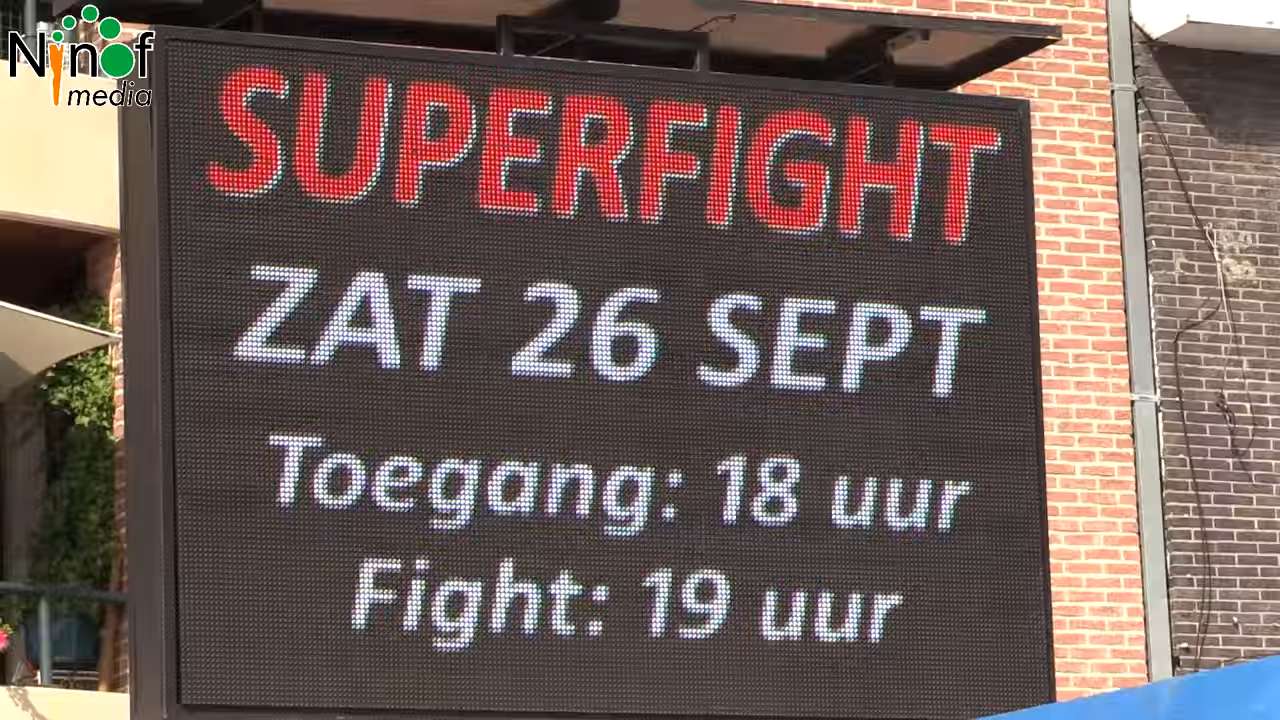 Ninof
media
SUPERFIGHT
ZAT 26 SEPT
Toegang: 18 uur
Fight: 19 uur